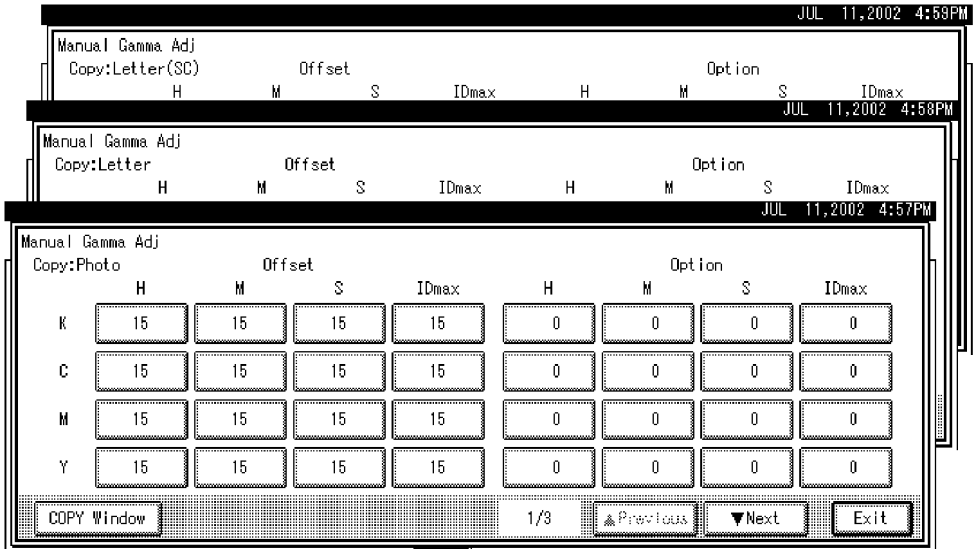 JUL 11,2002 4:59PM
Manual Gamma Adj
Copy:Letter(SC) Offset Option
H M S IDmax H M S IDmax
JUL 11,2002 4:58PM
Manual Gamma Adj
Copy:Letter Offset Option
H M S IDmax H M S IDmax
JUL 11,2002 4:57PM
Manual Gamma Adj
Copy:Photo Offset Option
H M S IDmax H M S IDmax
K 15 15 15 15 0 0 0 0
C 15 15 15 15 0 0 0 0
M 15 15 15 15 0 0 0 0
Y 15 15 15 15 0 0 0 0
COPY Window 1/3 ▲Previous ▼Next Exit